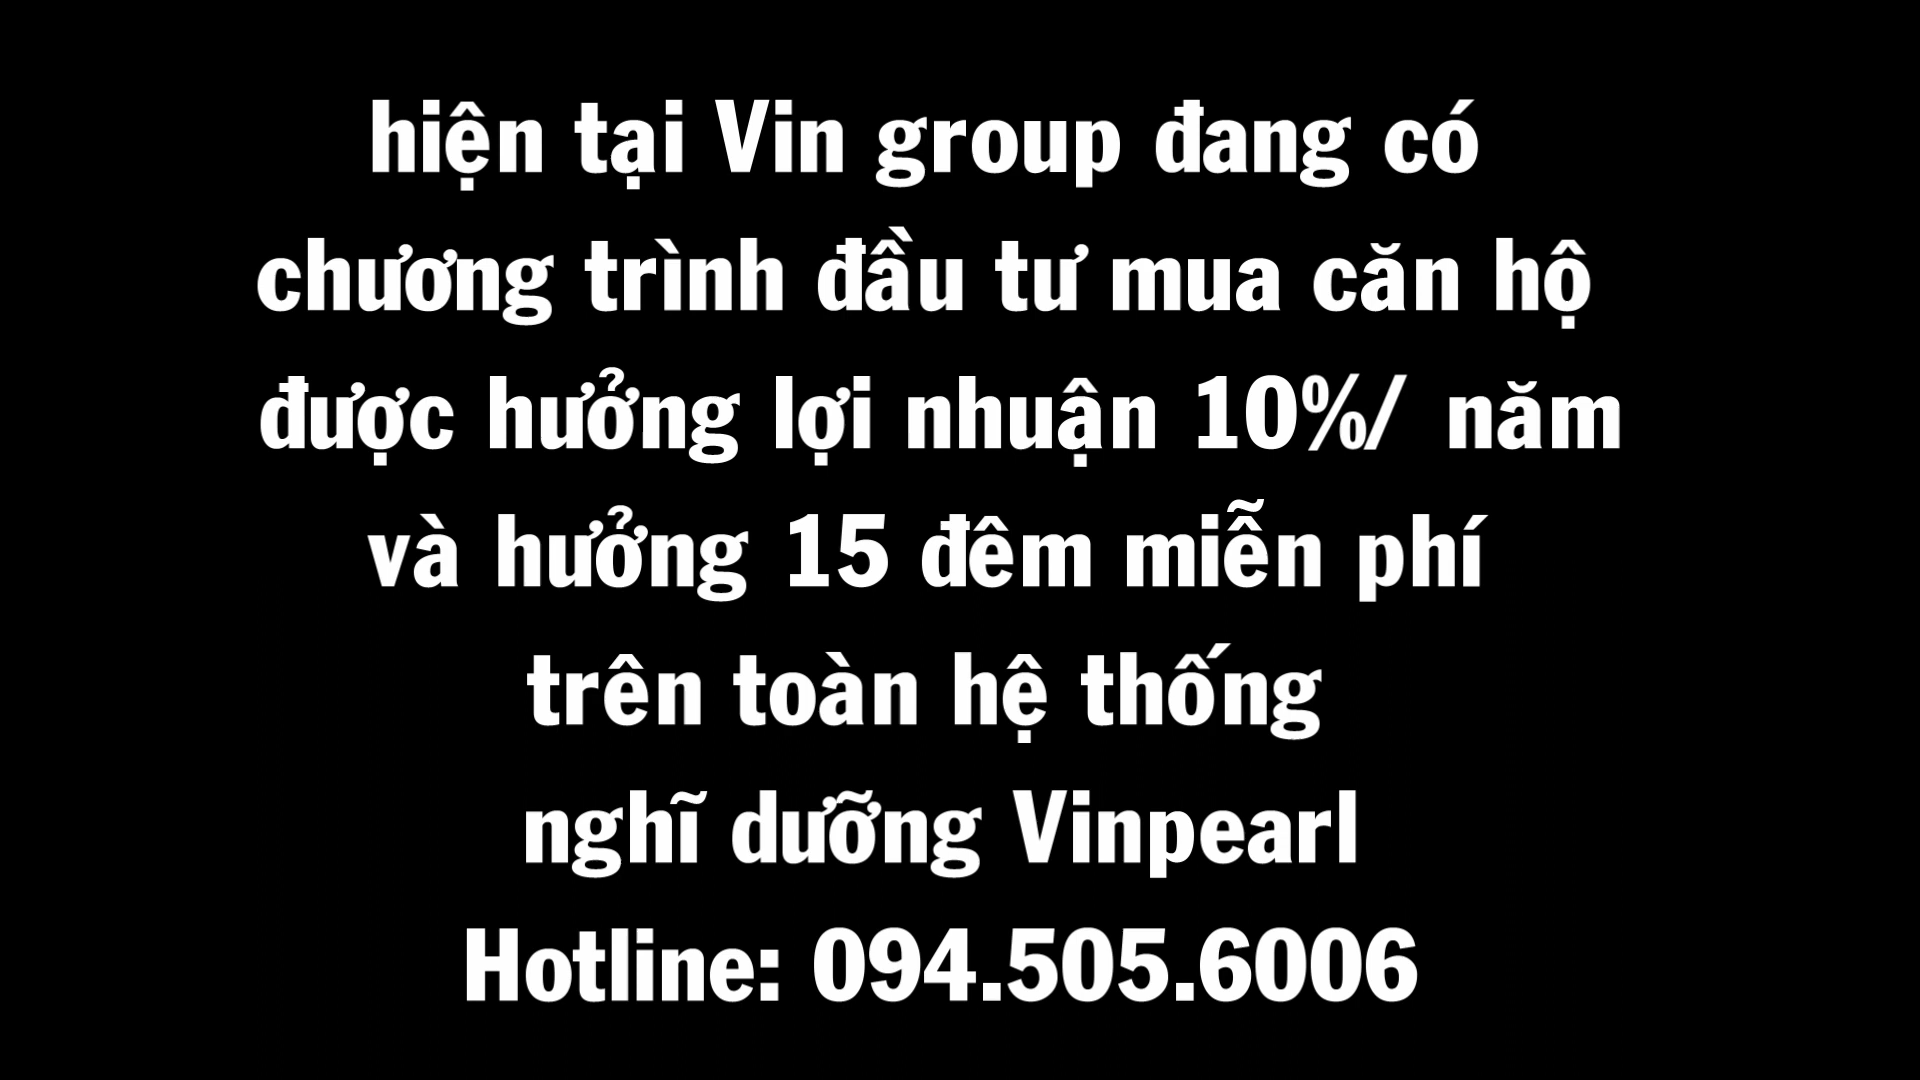 hiện tại Vin group đang có
chương trình đầu tư mua căn hộ
được hưởng lợi nhuận 10%/ năm
và hưởng 15 đêm miễn phí
trên toàn hệ thống
nghĩ dưỡng Vinpearl
Hotline: 094.505.6006